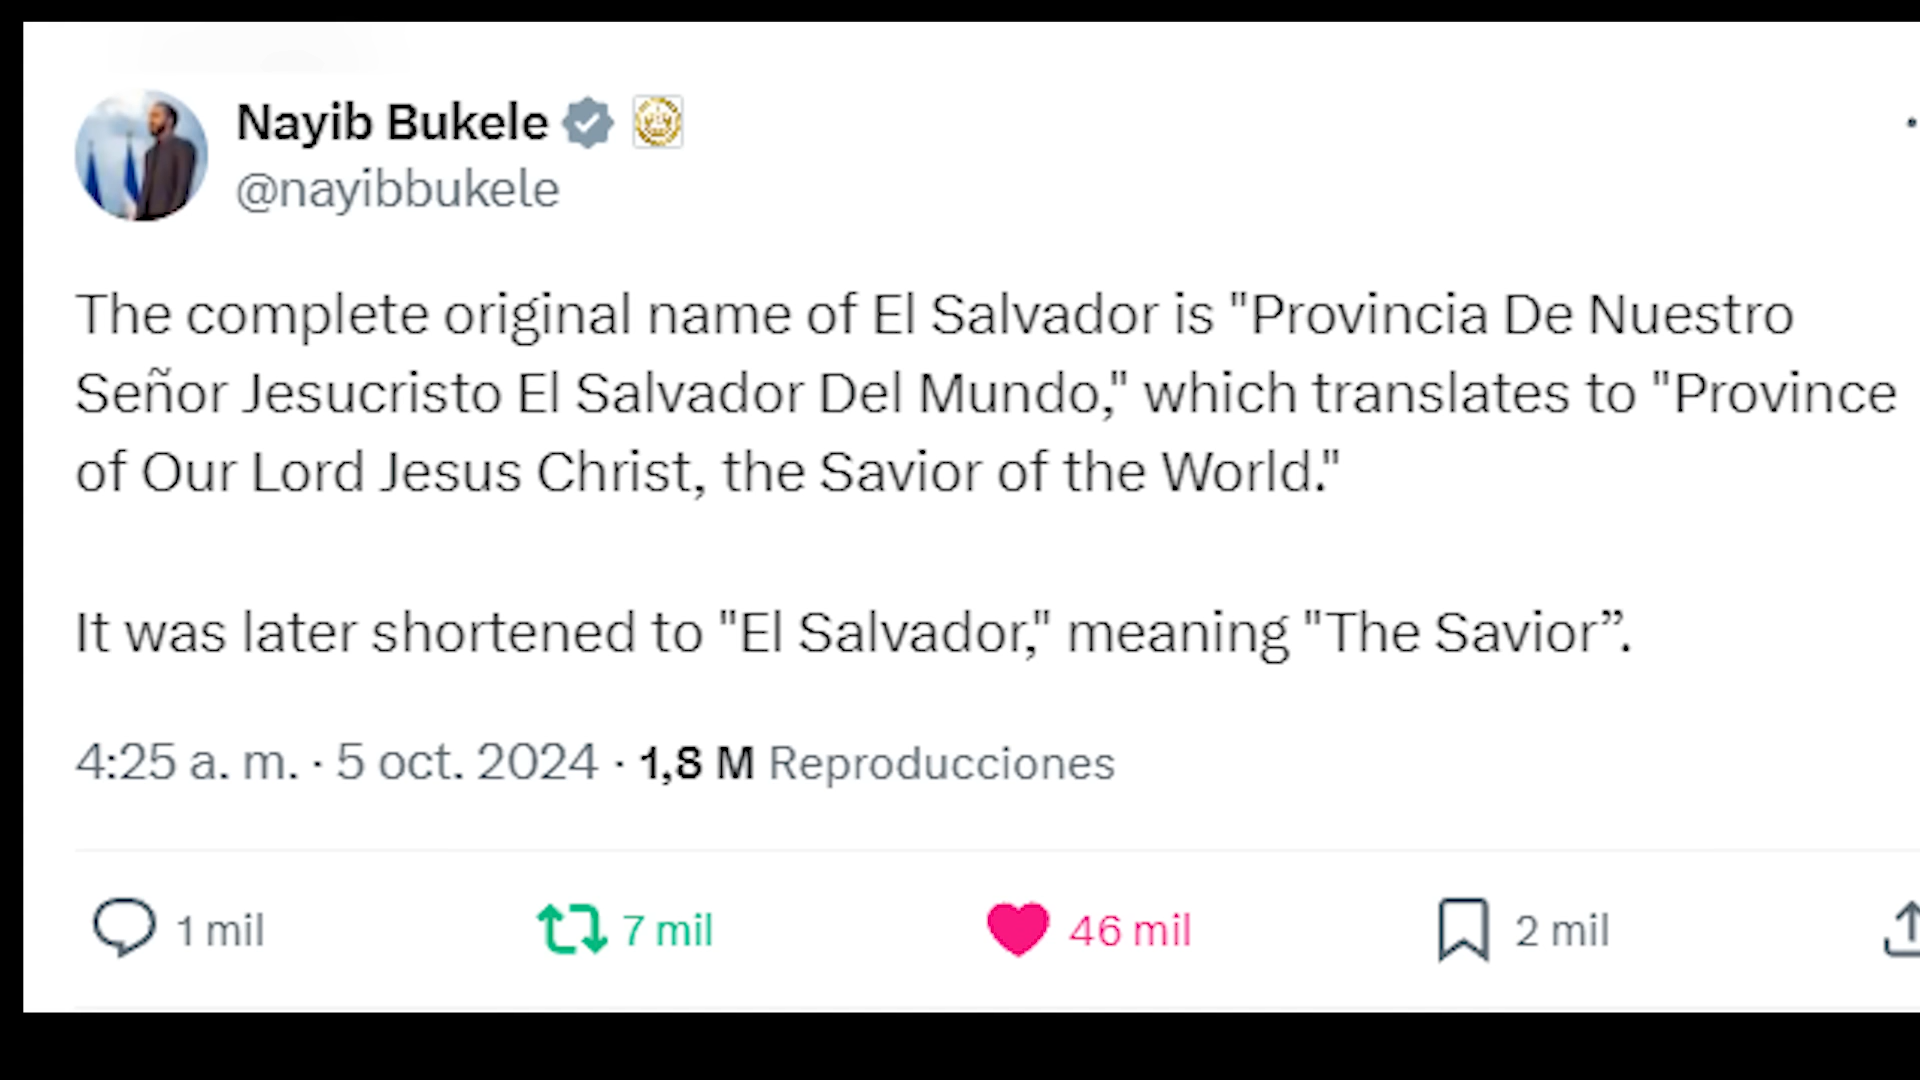 Nayib Bukele
@nayibbukele
The complete original name of El Salvador is "Provincia De Nuestro
Señor Jesucristo El Salvador Del Mundo," which translates to "Province
of Our Lord Jesus Christ, the Savior of the World."
It was later shortened to "El Salvador," meaning "The Savior”.
4:25 a. m. · 5 oct. 2024 · 1,8 M Reproducciones
1 mil 7 mil 46 mil 2 mil